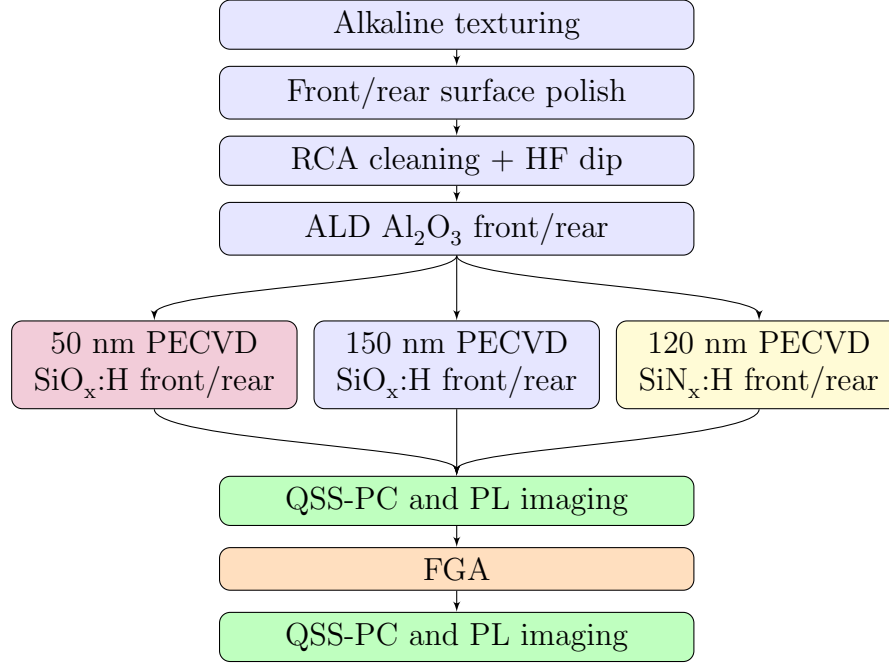 Alkaline texturing
Front/rear surface polish
RCA cleaning + HF dip
ALD Al₂O₃ front/rear
50 nm PECVD
SiOₓ:H front/rear
150 nm PECVD
SiOₓ:H front/rear
120 nm PECVD
SiNₓ:H front/rear
QSS-PC and PL imaging
FGA
QSS-PC and PL imaging